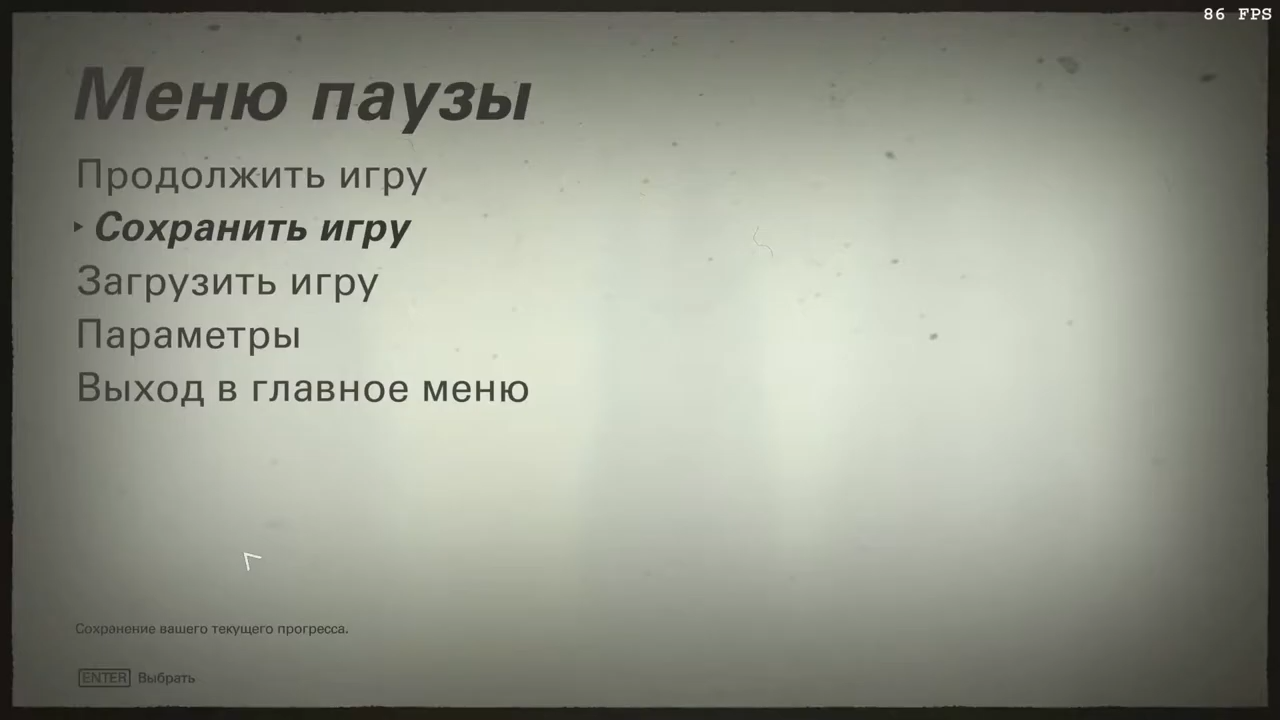 86 FPS
Меню паузы
Продолжить игру
Сохранить игру
Загрузить игру
Параметры
Выход в главное меню
Сохранение вашего текущего прогресса.
ENTER Выбрать